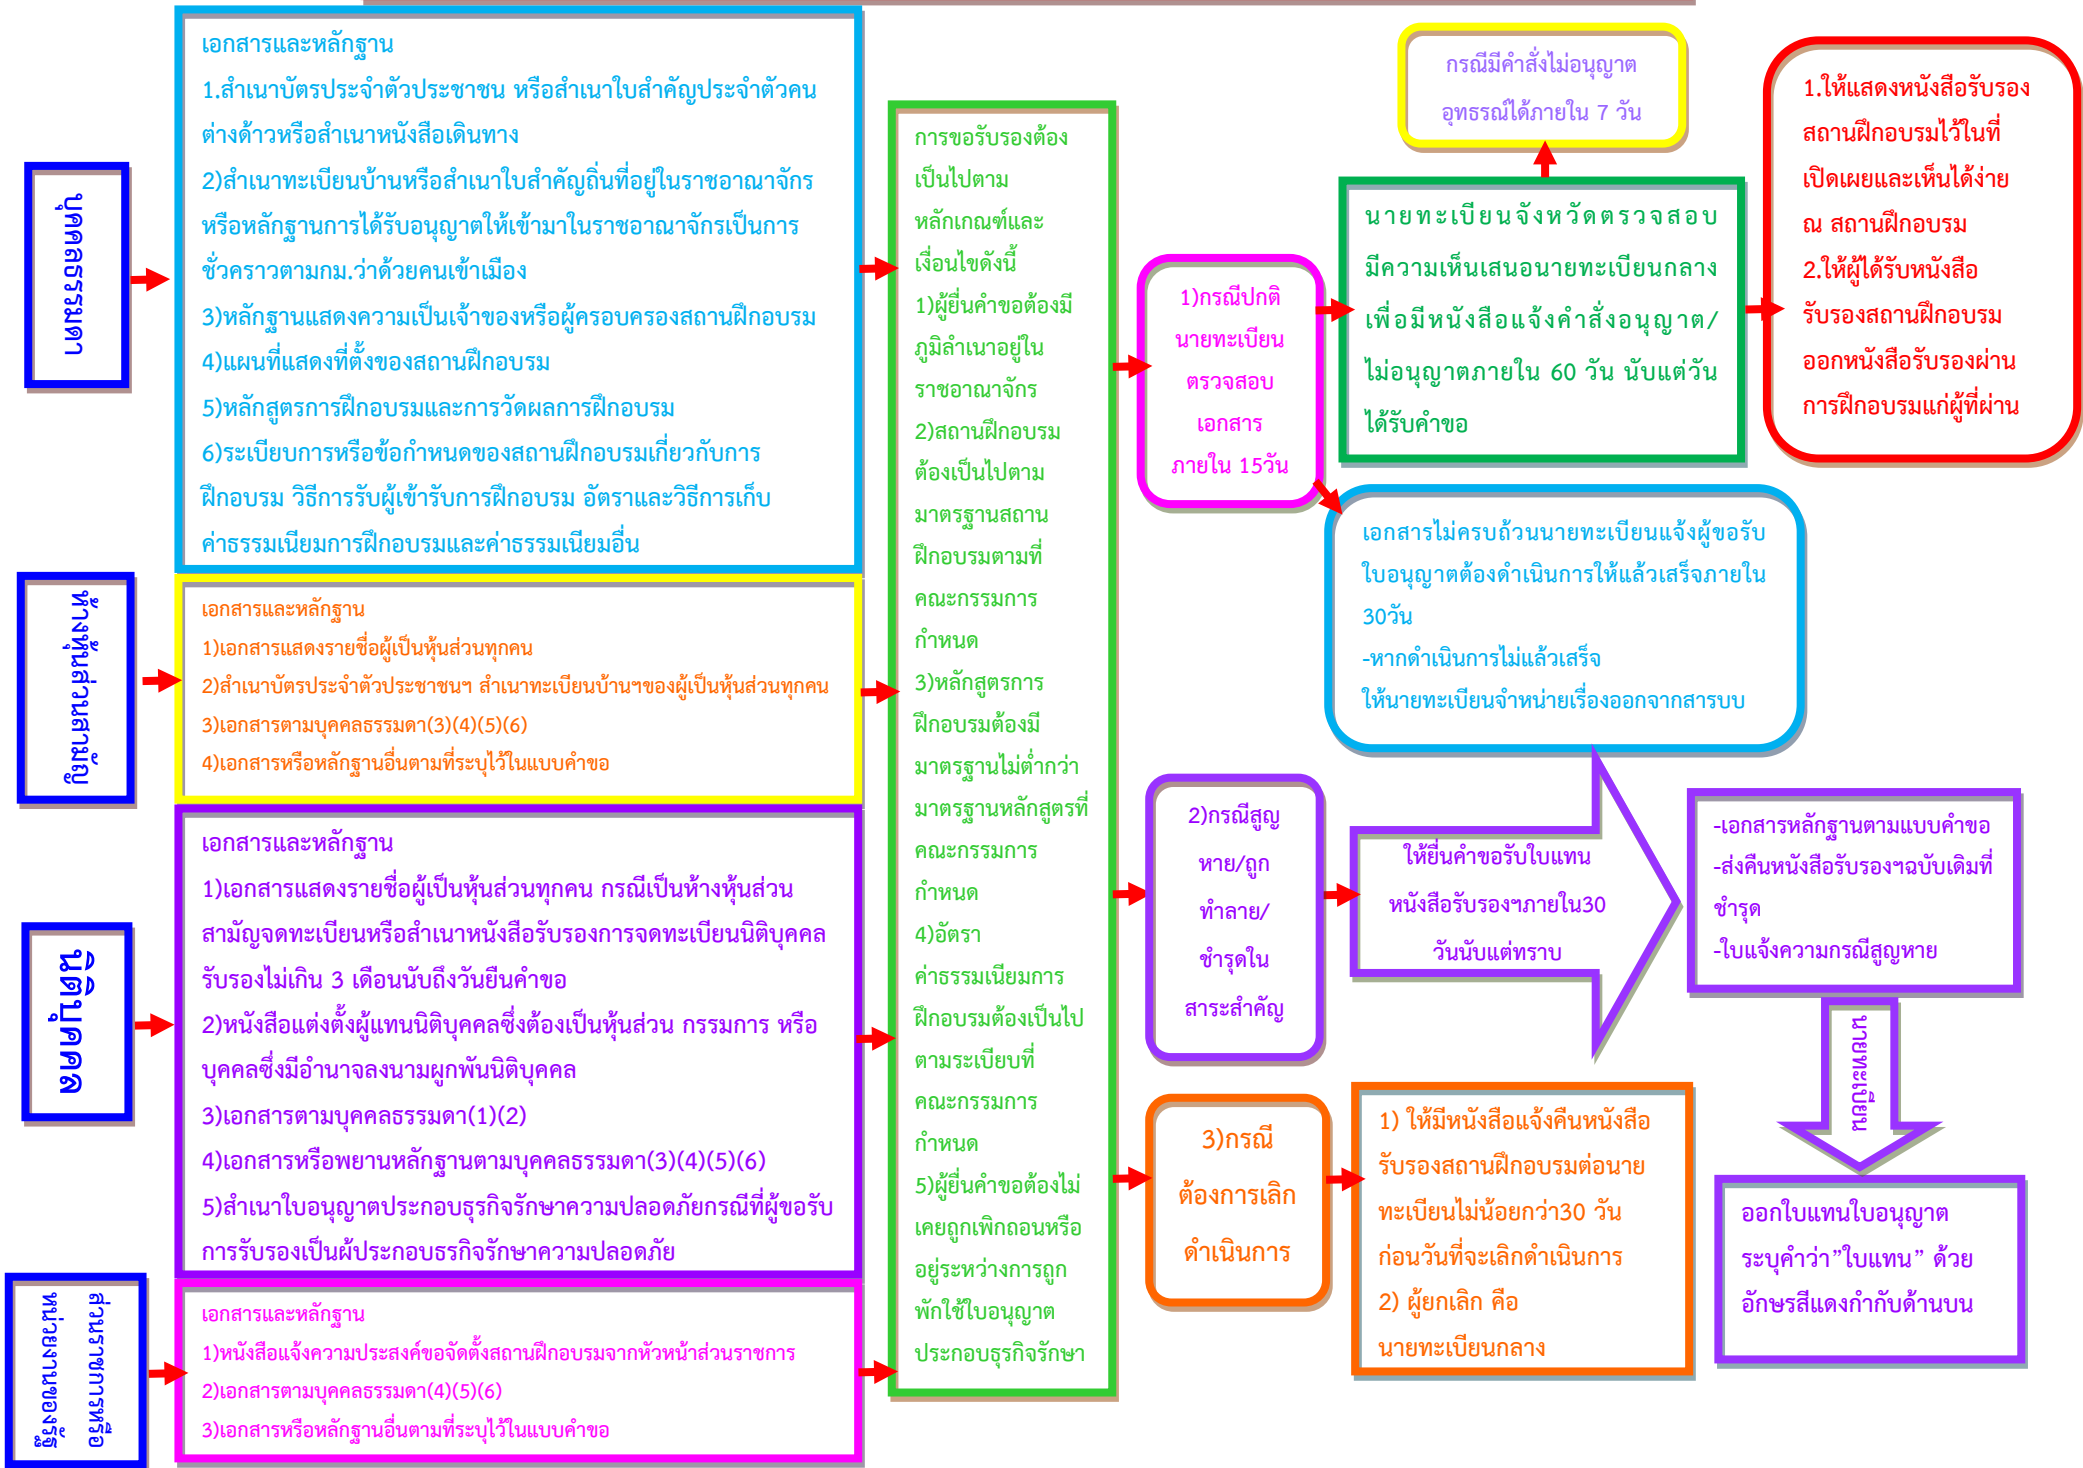 บุคคลธรรมดา
เอกสารและหลักฐาน
1.สำเนาบัตรประจำตัวประชาชน หรือสำเนาใบสำคัญประจำตัวคน
ต่างด้าวหรือสำเนาหนังสือเดินทาง
2)สำเนาทะเบียนบ้านหรือสำเนาใบสำคัญถิ่นที่อยู่ในราชอาณาจักร
หรือหลักฐานการได้รับอนุญาตให้เข้ามาในราชอาณาจักรเป็นการ
ชั่วคราวตามกม.ว่าด้วยคนเข้าเมือง
3)หลักฐานแสดงความเป็นเจ้าของหรือผู้ครอบครองสถานฝึกอบรม
4)แผนที่แสดงที่ตั้งของสถานฝึกอบรม
5)หลักสูตรการฝึกอบรมและการวัดผลการฝึกอบรม
6)ระเบียบการหรือข้อกำหนดของสถานฝึกอบรมเกี่ยวกับการ
ฝึกอบรม วิธีการรับผู้เข้ารับการฝึกอบรม อัตราและวิธีการเก็บ
ค่าธรรมเนียมการฝึกอบรมและค่าธรรมเนียมอื่น
ห้างหุ้นส่วนสามัญ
เอกสารและหลักฐาน
1)เอกสารแสดงรายชื่อผู้เป็นหุ้นส่วนทุกคน
2)สำเนาบัตรประจำตัวประชาชนฯ สำเนาทะเบียนบ้านฯของผู้เป็นหุ้นส่วนทุกคน
3)เอกสารตามบุคคลธรรมดา(3)(4)(5)(6)
4)เอกสารหรือหลักฐานอื่นตามที่ระบุไว้ในแบบคำขอ
นิติบุคคล
เอกสารและหลักฐาน
1)เอกสารแสดงรายชื่อผู้เป็นหุ้นส่วนทุกคน กรณีเป็นห้างหุ้นส่วน
สามัญจดทะเบียนหรือสำเนาหนังสือรับรองการจดทะเบียนนิติบุคคล
รับรองไม่เกิน 3 เดือนนับถึงวันยืนคำขอ
2)หนังสือแต่งตั้งผู้แทนนิติบุคคลซึ่งต้องเป็นหุ้นส่วน กรรมการ หรือ
บุคคลซึ่งมีอำนาจลงนามผูกพันนิติบุคคล
3)เอกสารตามบุคคลธรรมดา(1)(2)
4)เอกสารหรือพยานหลักฐานตามบุคคลธรรมดา(3)(4)(5)(6)
5)สำเนาใบอนุญาตประกอบธุรกิจรักษาความปลอดภัยกรณีที่ผู้ขอรับ
การรับรองเป็นผู้ประกอบธุรกิจรักษาความปลอดภัย
ส่วนราชการหรือ
หน่วยงานของรัฐ
เอกสารและหลักฐาน
1)หนังสือแจ้งความประสงค์ขอจัดตั้งสถานฝึกอบรมจากหัวหน้าส่วนราชการ
2)เอกสารตามบุคคลธรรมดา(4)(5)(6)
3)เอกสารหรือหลักฐานอื่นตามที่ระบุไว้ในแบบคำขอ
การขอรับรองต้อง
เป็นไปตาม
หลักเกณฑ์และ
เงื่อนไขดังนี้
1)ผู้ยื่นคำขอต้องมี
ภูมิลำเนาอยู่ใน
ราชอาณาจักร
2)สถานฝึกอบรม
ต้องเป็นไปตาม
มาตรฐานสถาน
ฝึกอบรมตามที่
คณะกรรมการ
กำหนด
3)หลักสูตรการ
ฝึกอบรมต้องมี
มาตรฐานไม่ต่ำกว่า
มาตรฐานหลักสูตรที่
คณะกรรมการ
กำหนด
4)อัตรา
ค่าธรรมเนียมการ
ฝึกอบรมต้องเป็นไป
ตามระเบียบที่
คณะกรรมการ
กำหนด
5)ผู้ยื่นคำขอต้องไม่
เคยถูกเพิกถอนหรือ
อยู่ระหว่างการถูก
พักใช้ใบอนุญาต
ประกอบธุรกิจรักษา
1)กรณีปกติ
นายทะเบียน
ตรวจสอบ
เอกสาร
ภายใน 15วัน
กรณีมีคำสั่งไม่อนุญาต
อุทธรณ์ได้ภายใน 7 วัน
นายทะเบียนจังหวัดตรวจสอบ
มีความเห็นเสนอนายทะเบียนกลาง
เพื่อมีหนังสือแจ้งคำสั่งอนุญาต/
ไม่อนุญาตภายใน 60 วัน นับแต่วัน
ได้รับคำขอ
1.ให้แสดงหนังสือรับรอง
สถานฝึกอบรมไว้ในที่
เปิดเผยและเห็นได้ง่าย
ณ สถานฝึกอบรม
2.ให้ผู้ได้รับหนังสือ
รับรองสถานฝึกอบรม
ออกหนังสือรับรองผ่าน
การฝึกอบรมแก่ผู้ที่ผ่าน
เอกสารไม่ครบถ้วนนายทะเบียนแจ้งผู้ขอรับ
ใบอนุญาตต้องดำเนินการให้แล้วเสร็จภายใน
30วัน
-หากดำเนินการไม่แล้วเสร็จ
ให้นายทะเบียนจำหน่ายเรื่องออกจากสารบบ
2)กรณีสูญ
หาย/ถูก
ทำลาย/
ชำรุดใน
สาระสำคัญ
ให้ยื่นคำขอรับใบแทน
หนังสือรับรองฯภายใน30
วันนับแต่ทราบ
-เอกสารหลักฐานตามแบบคำขอ
-ส่งคืนหนังสือรับรองฯฉบับเดิมที่
ชำรุด
-ใบแจ้งความกรณีสูญหาย
นายทะเบียน
ออกใบแทนใบอนุญาต
ระบุคำว่า”ใบแทน” ด้วย
อักษรสีแดงกำกับด้านบน
3)กรณี
ต้องการเลิก
ดำเนินการ
1) ให้มีหนังสือแจ้งคืนหนังสือ
รับรองสถานฝึกอบรมต่อนาย
ทะเบียนไม่น้อยกว่า30 วัน
ก่อนวันที่จะเลิกดำเนินการ
2) ผู้ยกเลิก คือ
นายทะเบียนกลาง